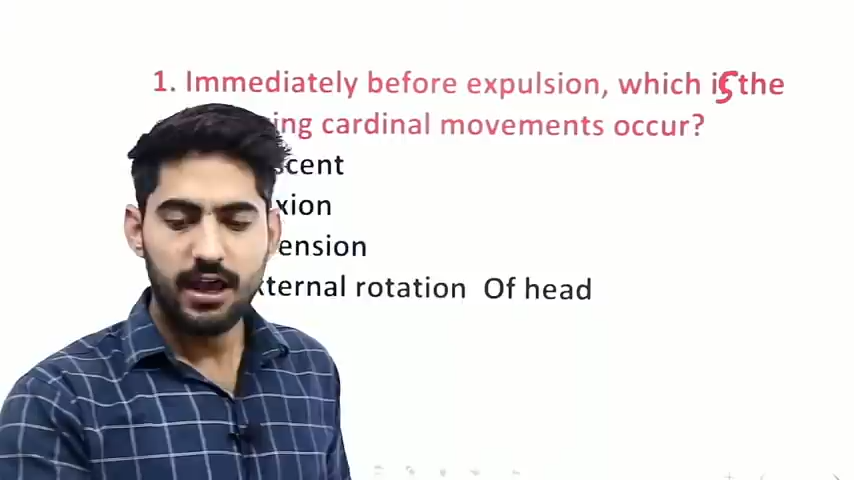 1. Immediately before expulsion, which is the
ing cardinal movements occur?
scent
xion
ension
xternal rotation Of head